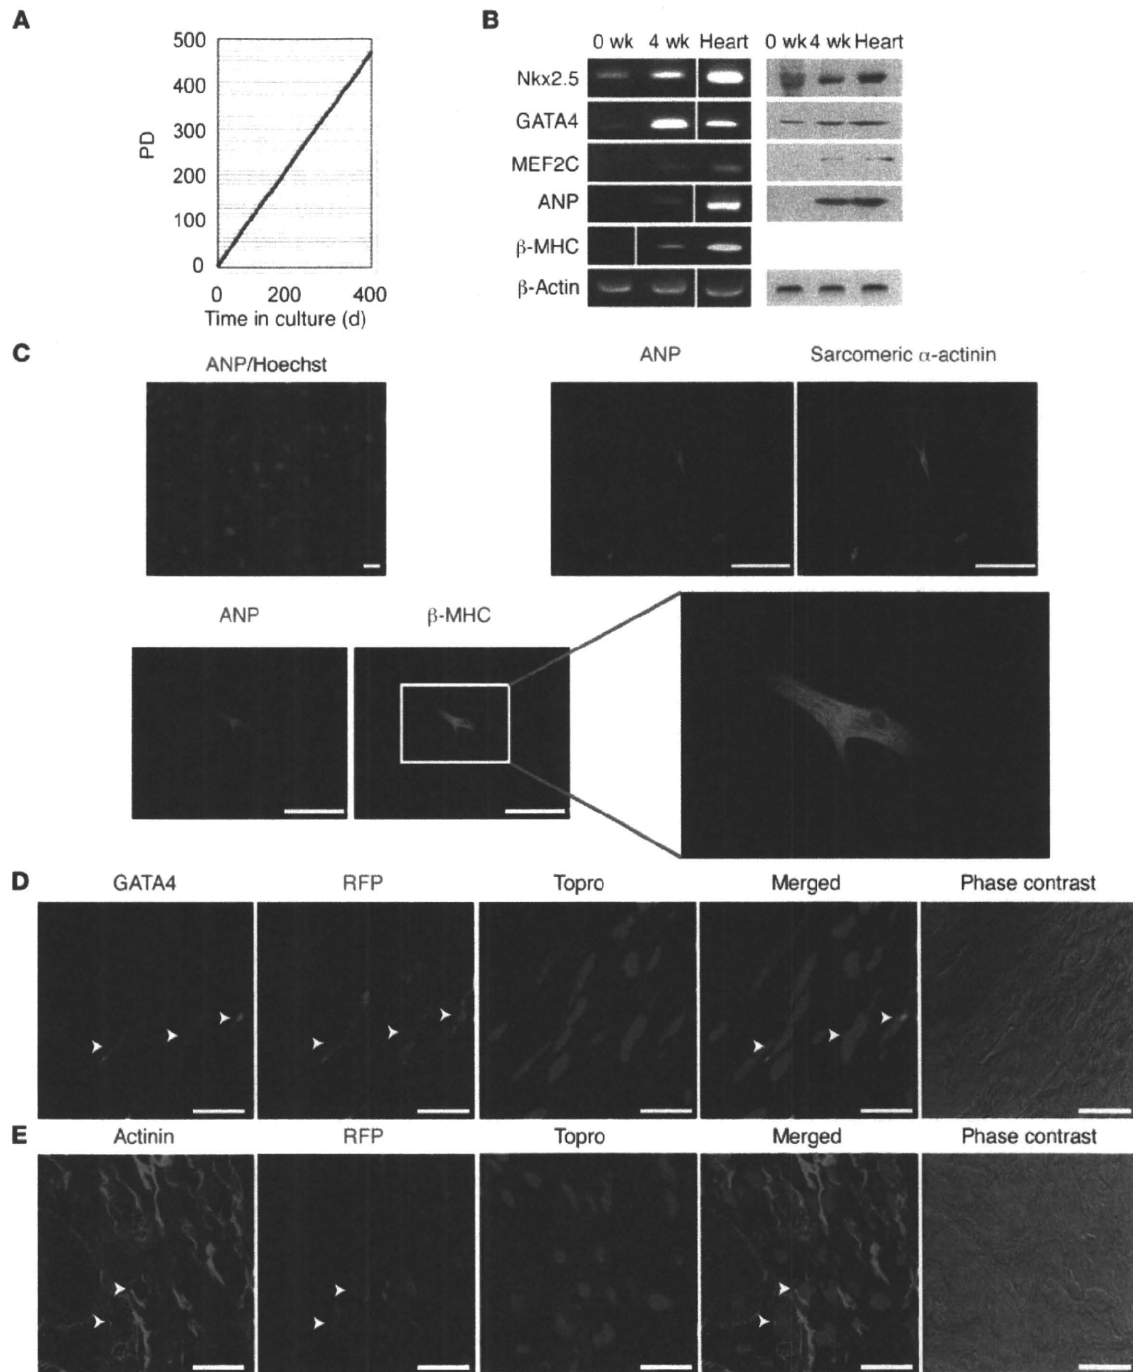 A
500
400
300
200
100
0
PD
0 200 400
Time in culture (d)
B
0 wk 4 wk Heart 0 wk 4 wk Heart
Nkx2.5
GATA4
MEF2C
ANP
β-MHC
β-Actin
C
ANP/Hoechst
ANP
Sarcomeric α-actinin
ANP
β-MHC
D
GATA4 RFP Topro Merged Phase contrast
E
Actinin RFP Topro Merged Phase contrast